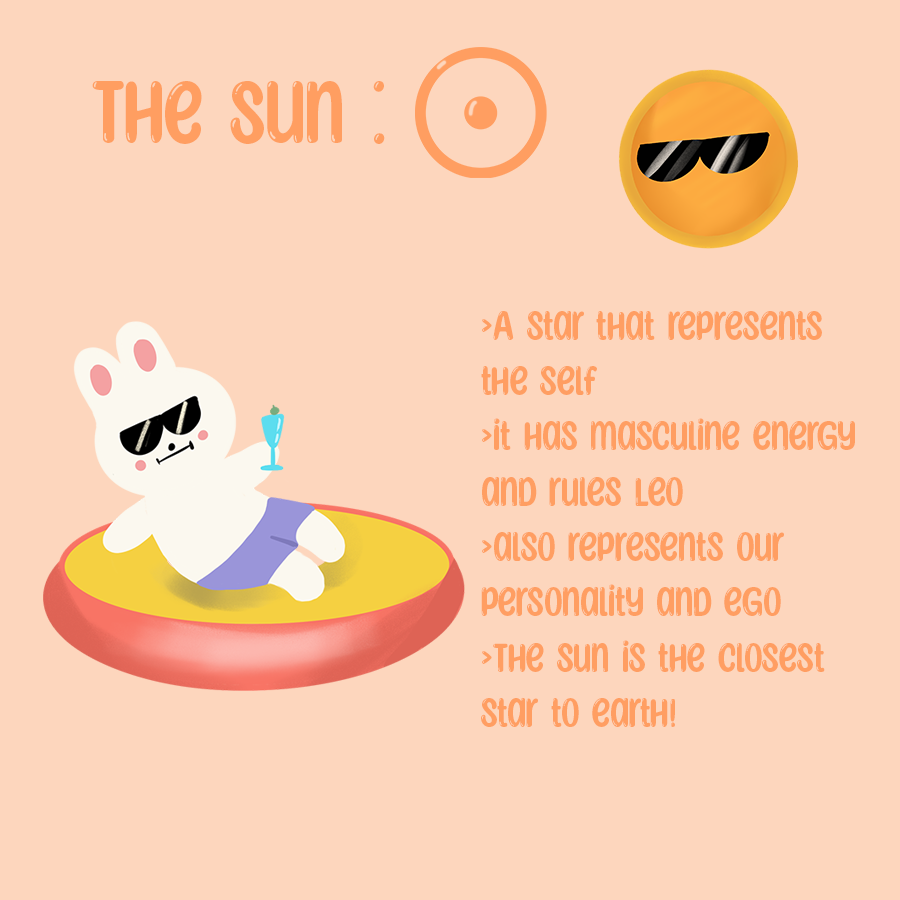 The Sun :
>A star that represents
the self
>it has masculine energy
and rules Leo
>also represents our
personality and ego
>The sun is the closest
star to earth!